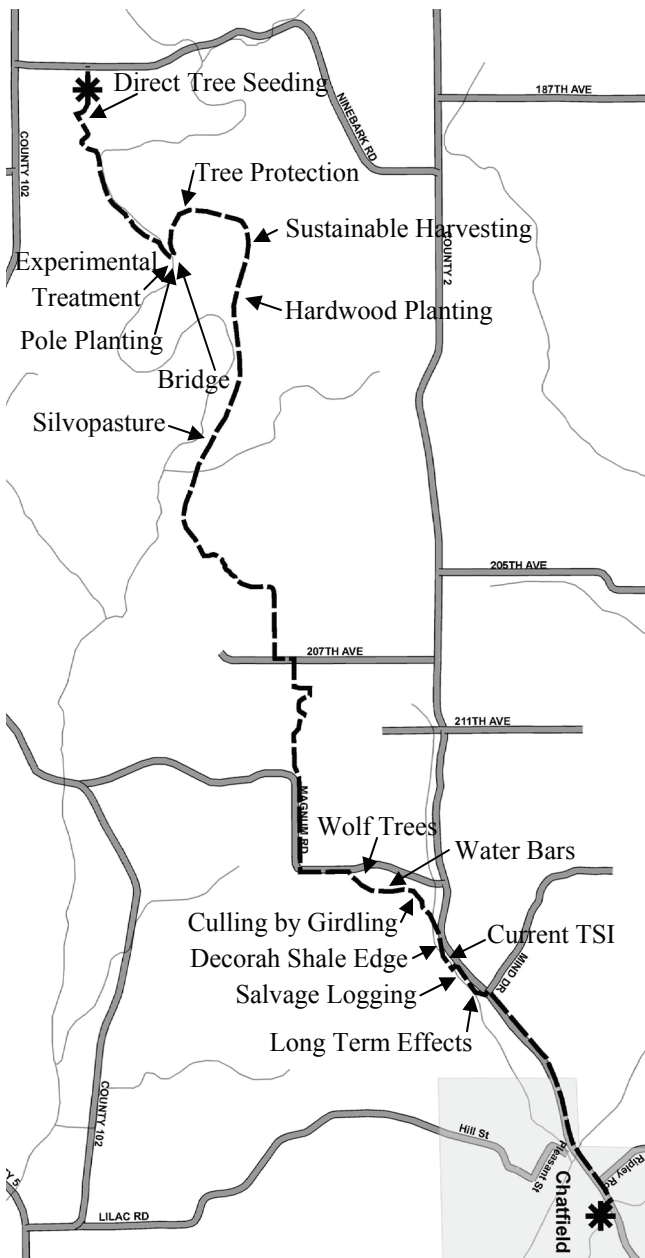 Direct Tree Seeding
187TH AVE
NINEBARK RD
COUNTY 102
Tree Protection
Sustainable Harvesting
COUNTY 2
Experimental
Treatment
Hardwood Planting
Pole Planting
Bridge
Silvopasture
205TH AVE
207TH AVE
211TH AVE
MAGNUM RD
Wolf Trees
Water Bars
Culling by Girdling
Current TSI
Decorah Shale Edge
MIND DR
Salvage Logging
Long Term Effects
COUNTY 102
Hill St
Pleasant St
Ripley Rd
Chatfield
LILAC RD
Y 5